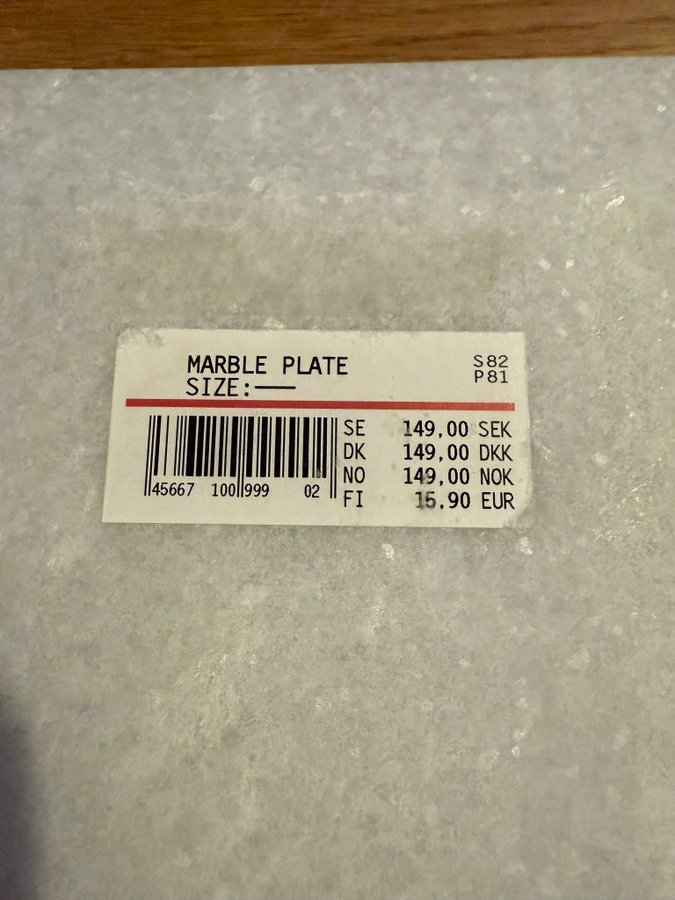 MARBLE PLATE
SIZE:——
S82
P81
SE 149,00 SEK
DK 149,00 DKK
NO 149,00 NOK
FI 15.90 EUR
45667 100 999 02